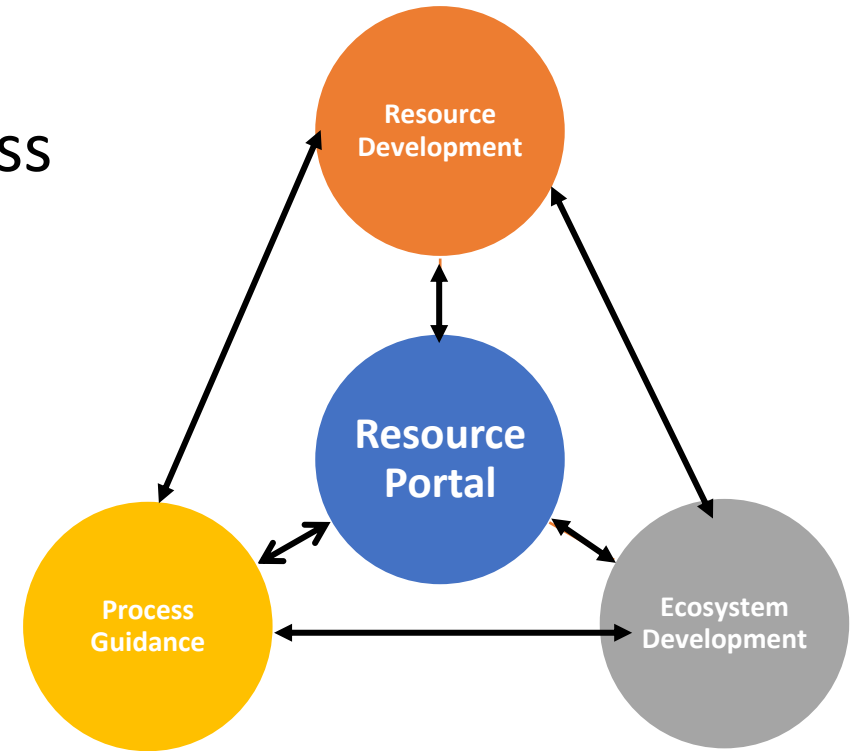 ss
Resource
Development
Resource
Portal
Process
Guidance
Ecosystem
Development